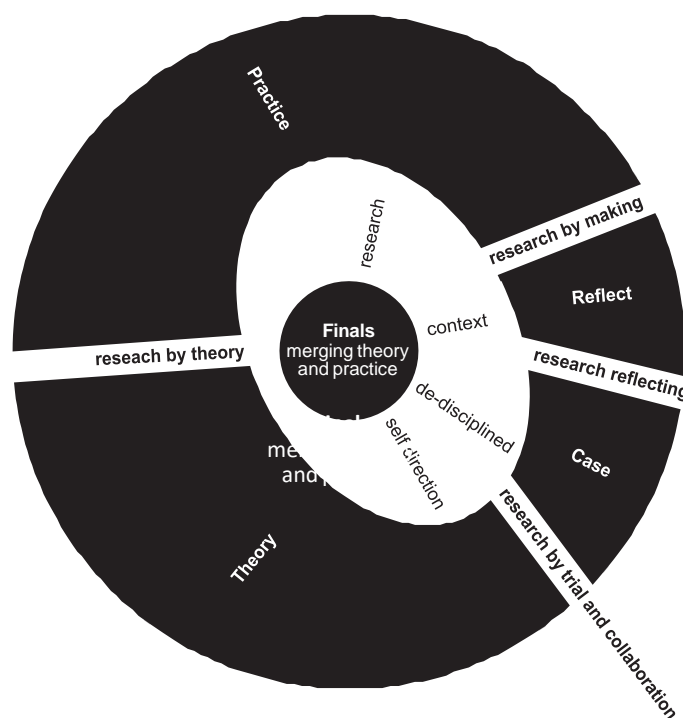 Practice
research
research by making
Reflect
context
Finals
merging theory
and practice
reseach by theory
research reflecting
de-disciplined
self direction
Case
research by trial and collaboration
Theory